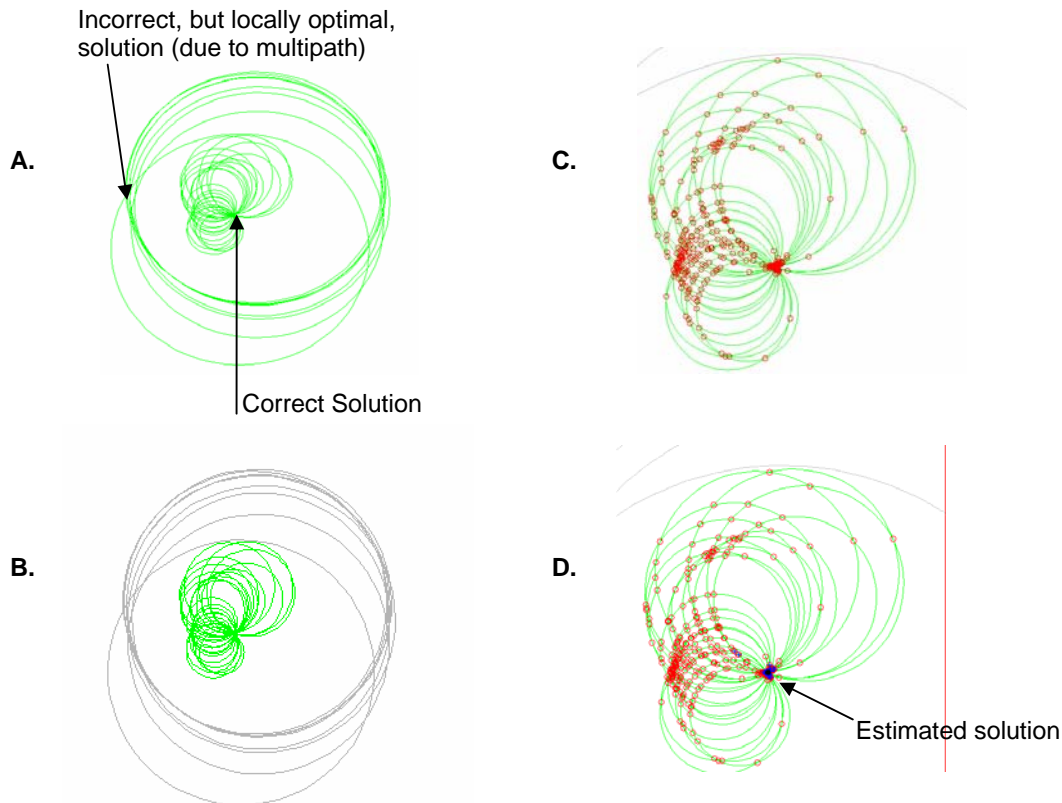 Incorrect, but locally optimal,
solution (due to multipath)
A.
Correct Solution
B.
C.
D.
Estimated solution